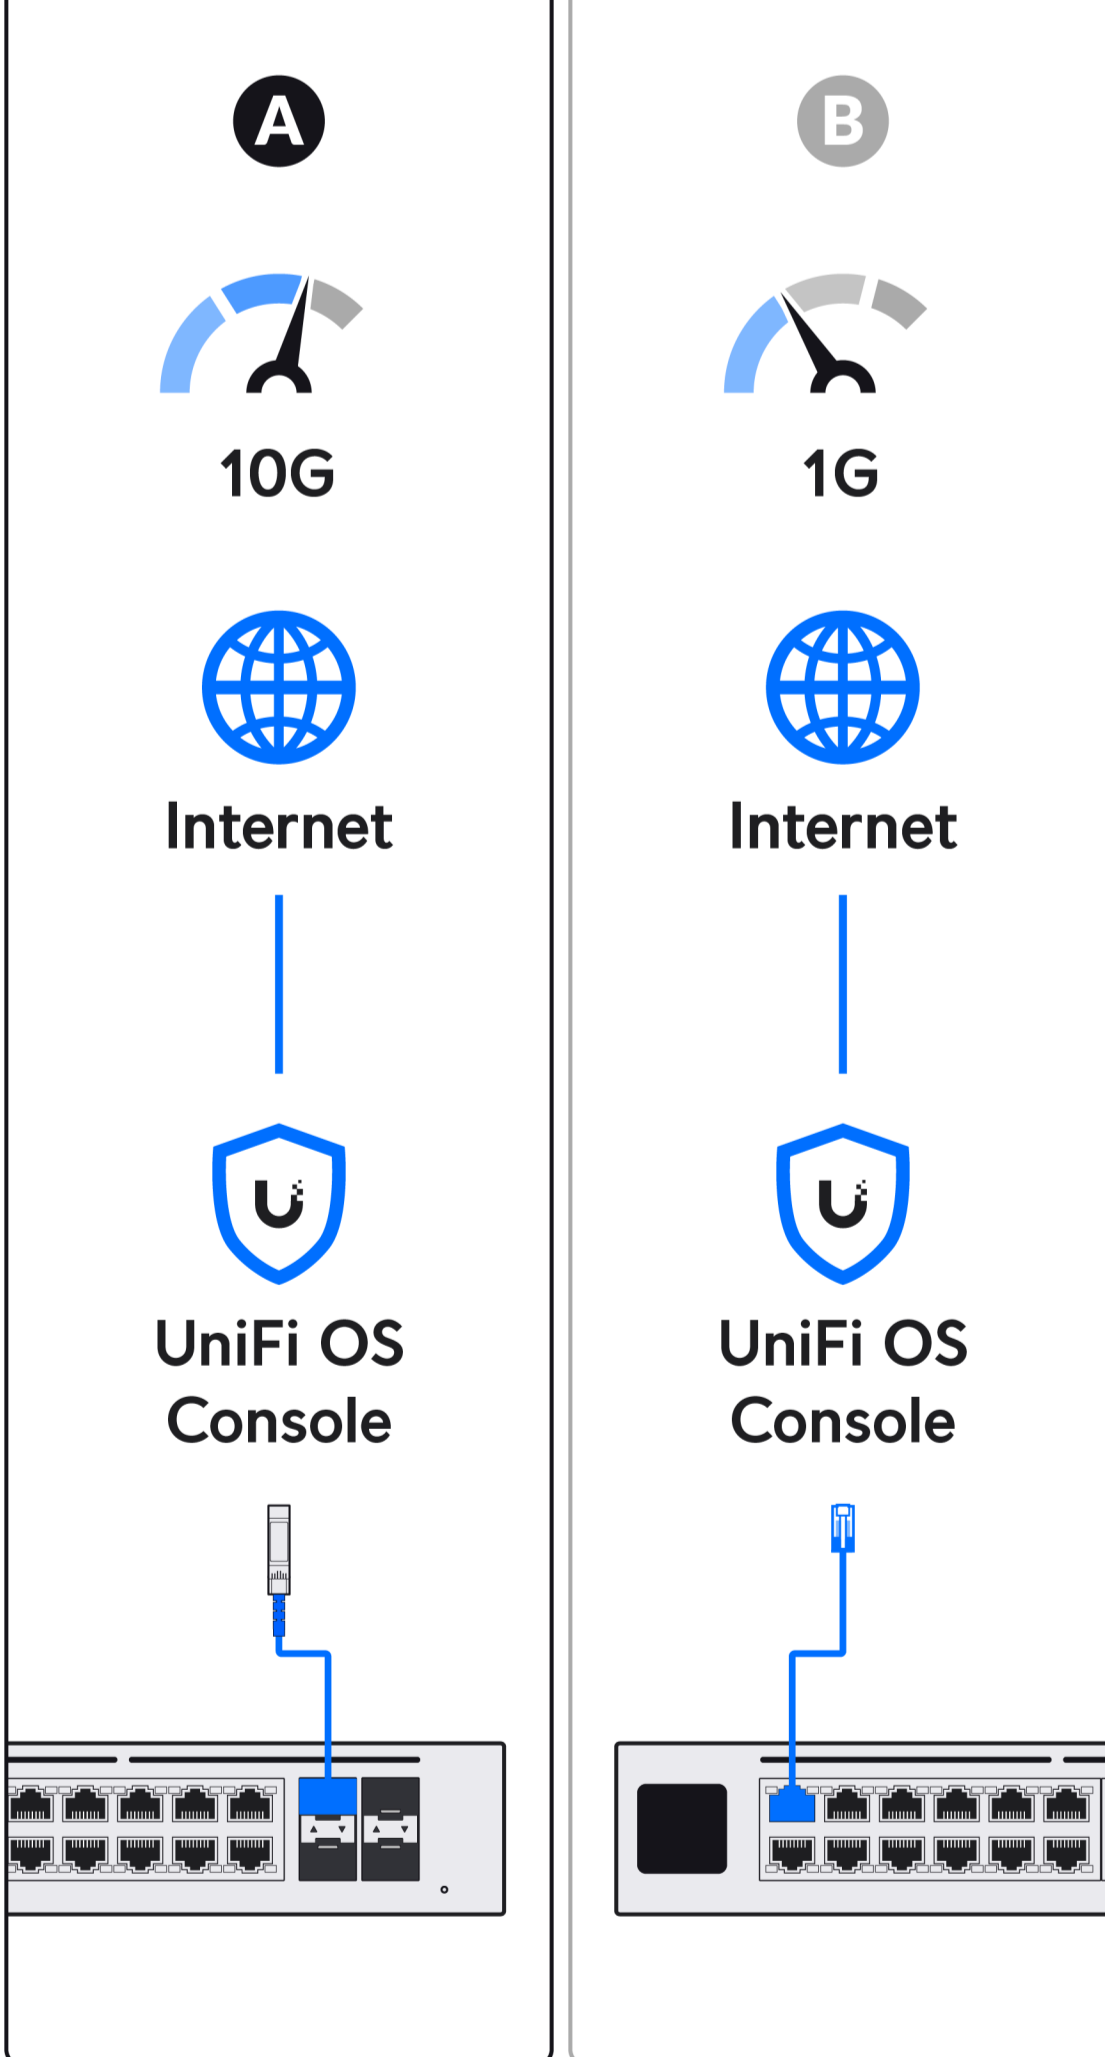 A
10G
Internet
UniFi OS
Console
B
1G
Internet
UniFi OS
Console